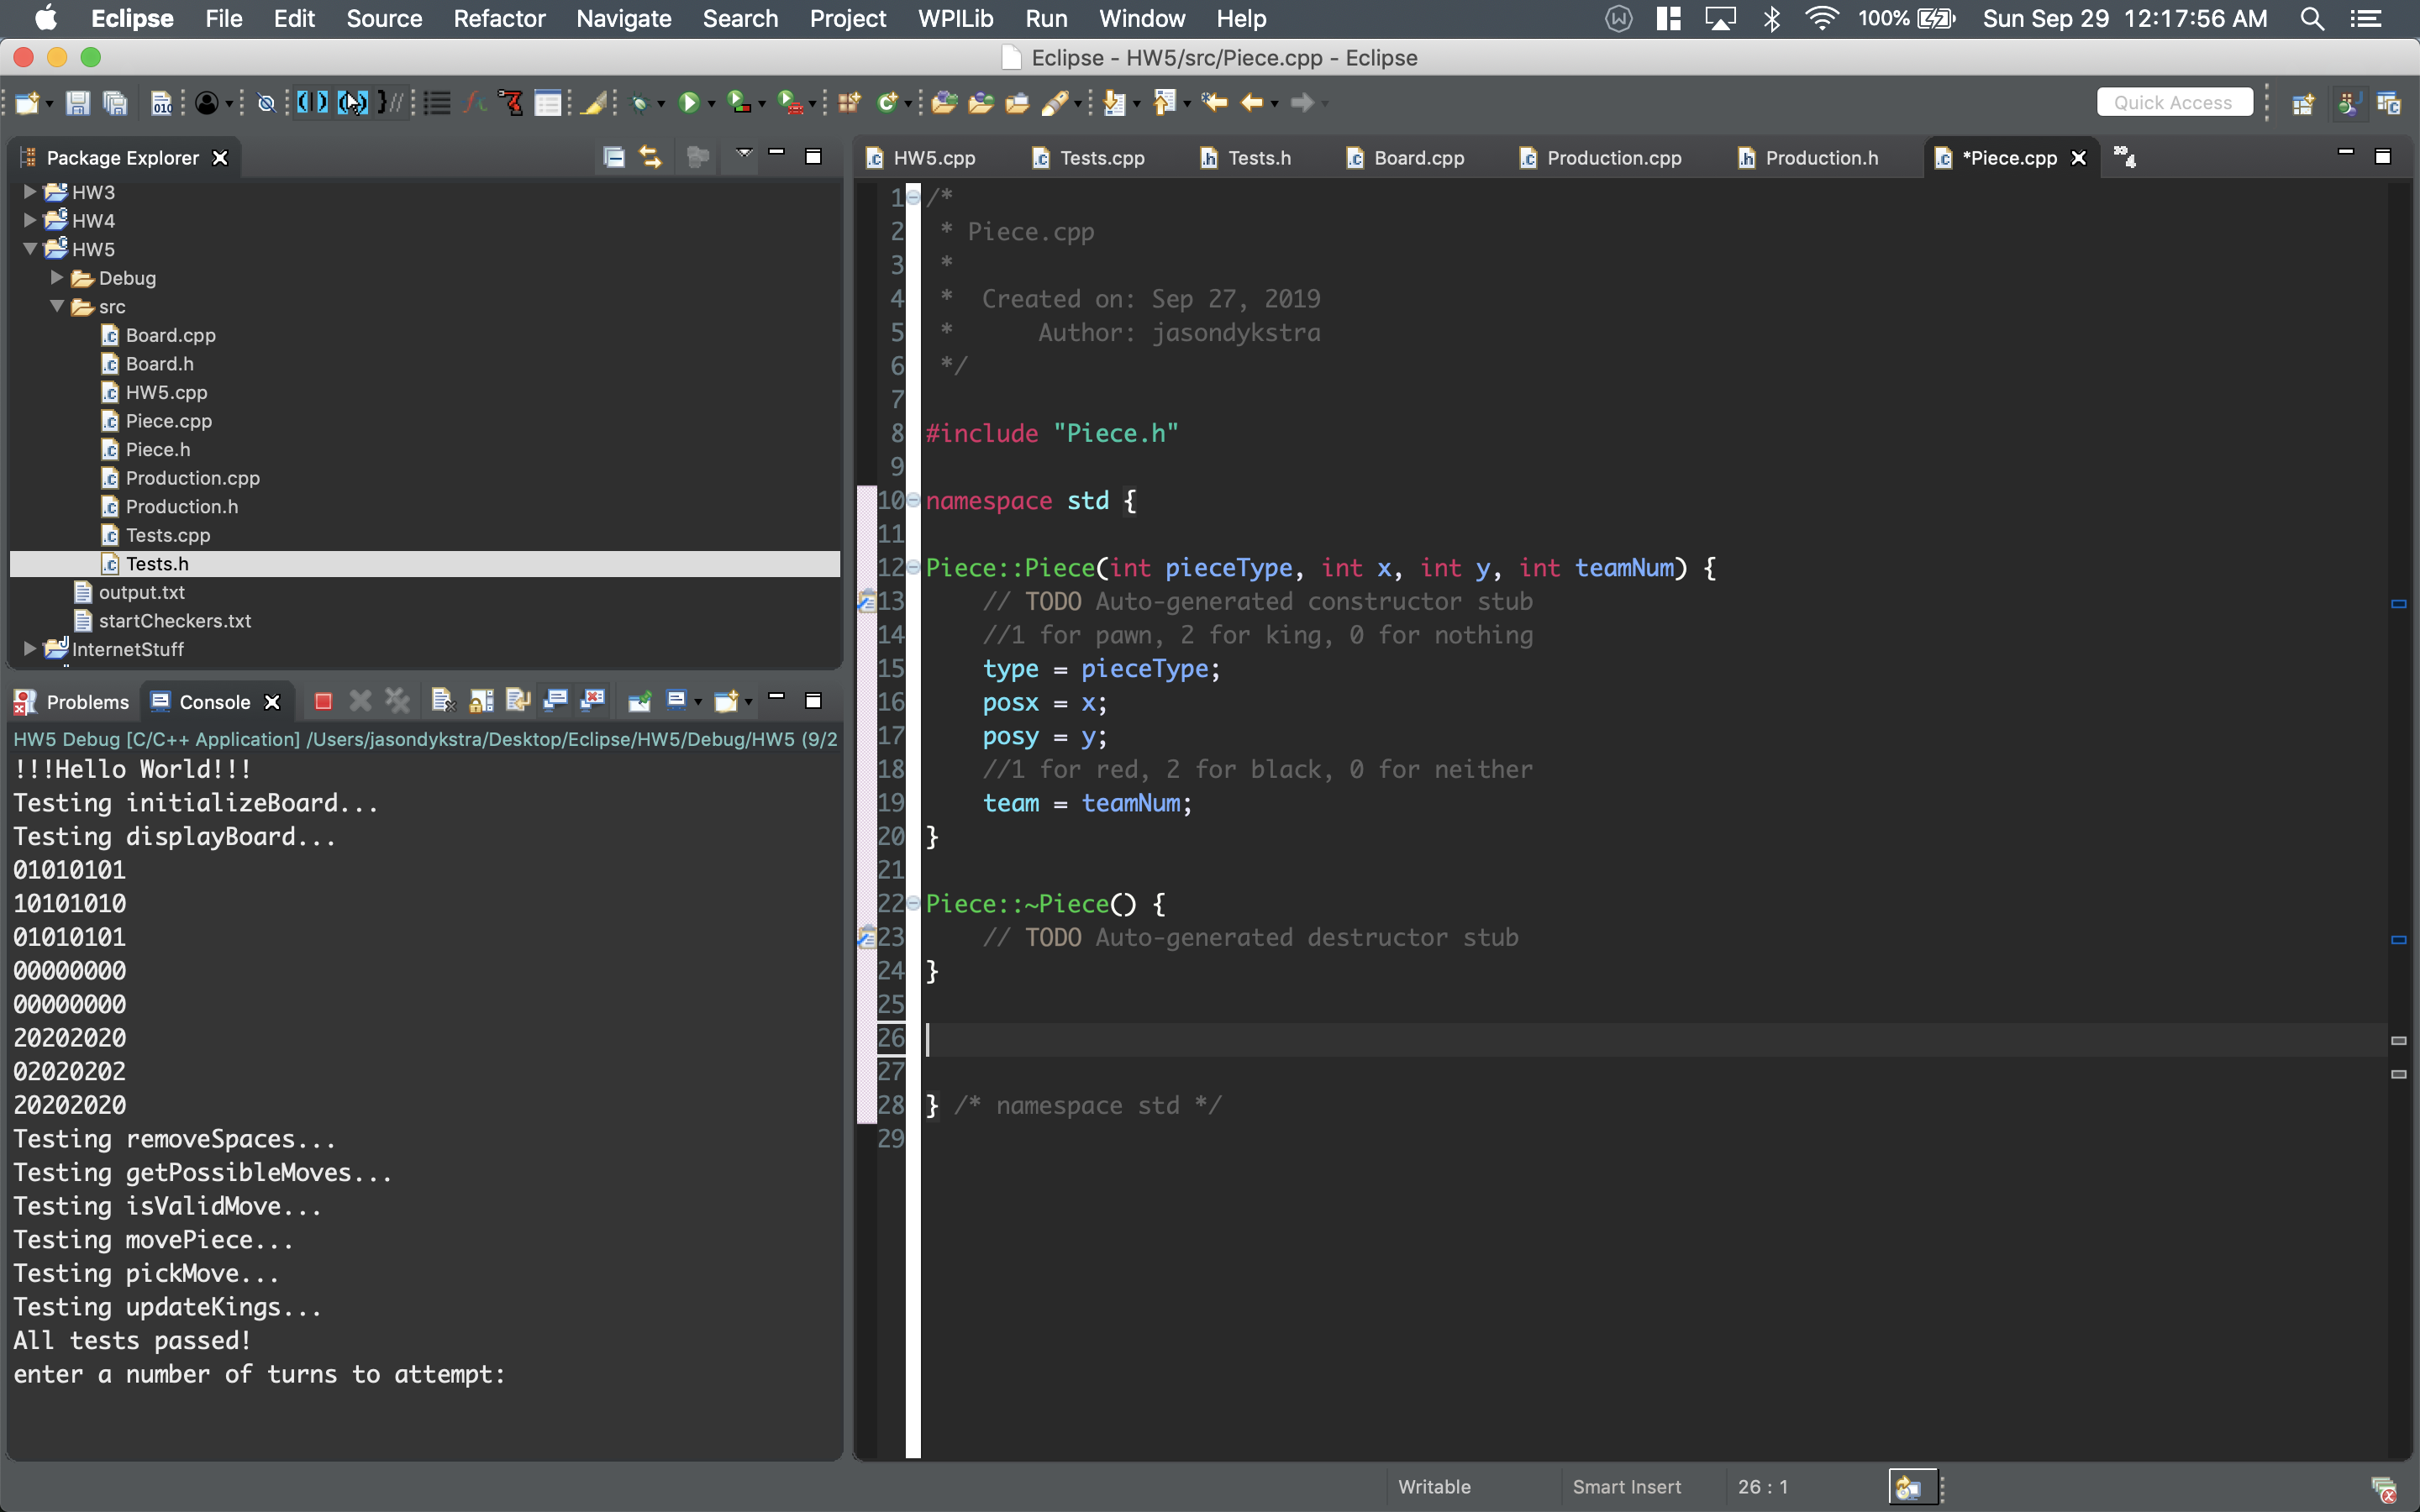 Eclipse File Edit Source Refactor Navigate Search Project WPILib Run Window Help 100% Sun Sep 29 12:17:56 AM
Eclipse - HW5/src/Piece.cpp - Eclipse
Quick Access
Package Explorer
HW3
HW4
HW5
Debug
src
Board.cpp
Board.h
HW5.cpp
Piece.cpp
Piece.h
Production.cpp
Production.h
Tests.cpp
Tests.h
output.txt
startCheckers.txt
InternetStuff
Problems Console
HW5 Debug [C/C++ Application] /Users/jasondykstra/Desktop/Eclipse/HW5/Debug/HW5 (9/2
!!!Hello World!!!
Testing initializeBoard...
Testing displayBoard...
01010101
10101010
01010101
00000000
00000000
20202020
02020202
20202020
Testing removeSpaces...
Testing getPossibleMoves...
Testing isValidMove...
Testing movePiece...
Testing pickMove...
Testing updateKings...
All tests passed!
enter a number of turns to attempt:
HW5.cpp Tests.cpp Tests.h Board.cpp Production.cpp Production.h *Piece.cpp 4
1 /*
2 * Piece.cpp
3 *
4 * Created on: Sep 27, 2019
5 * Author: jasondykstra
6 */
7
8 #include "Piece.h"
9
10 namespace std {
11
12 Piece::Piece(int pieceType, int x, int y, int teamNum) {
13 // TODO Auto-generated constructor stub
14 //1 for pawn, 2 for king, 0 for nothing
15 type = pieceType;
16 posx = x;
17 posy = y;
18 //1 for red, 2 for black, 0 for neither
19 team = teamNum;
20 }
21
22 Piece::~Piece() {
23 // TODO Auto-generated destructor stub
24 }
25
26
27
28 } /* namespace std */
29
Writable Smart Insert 26 : 1